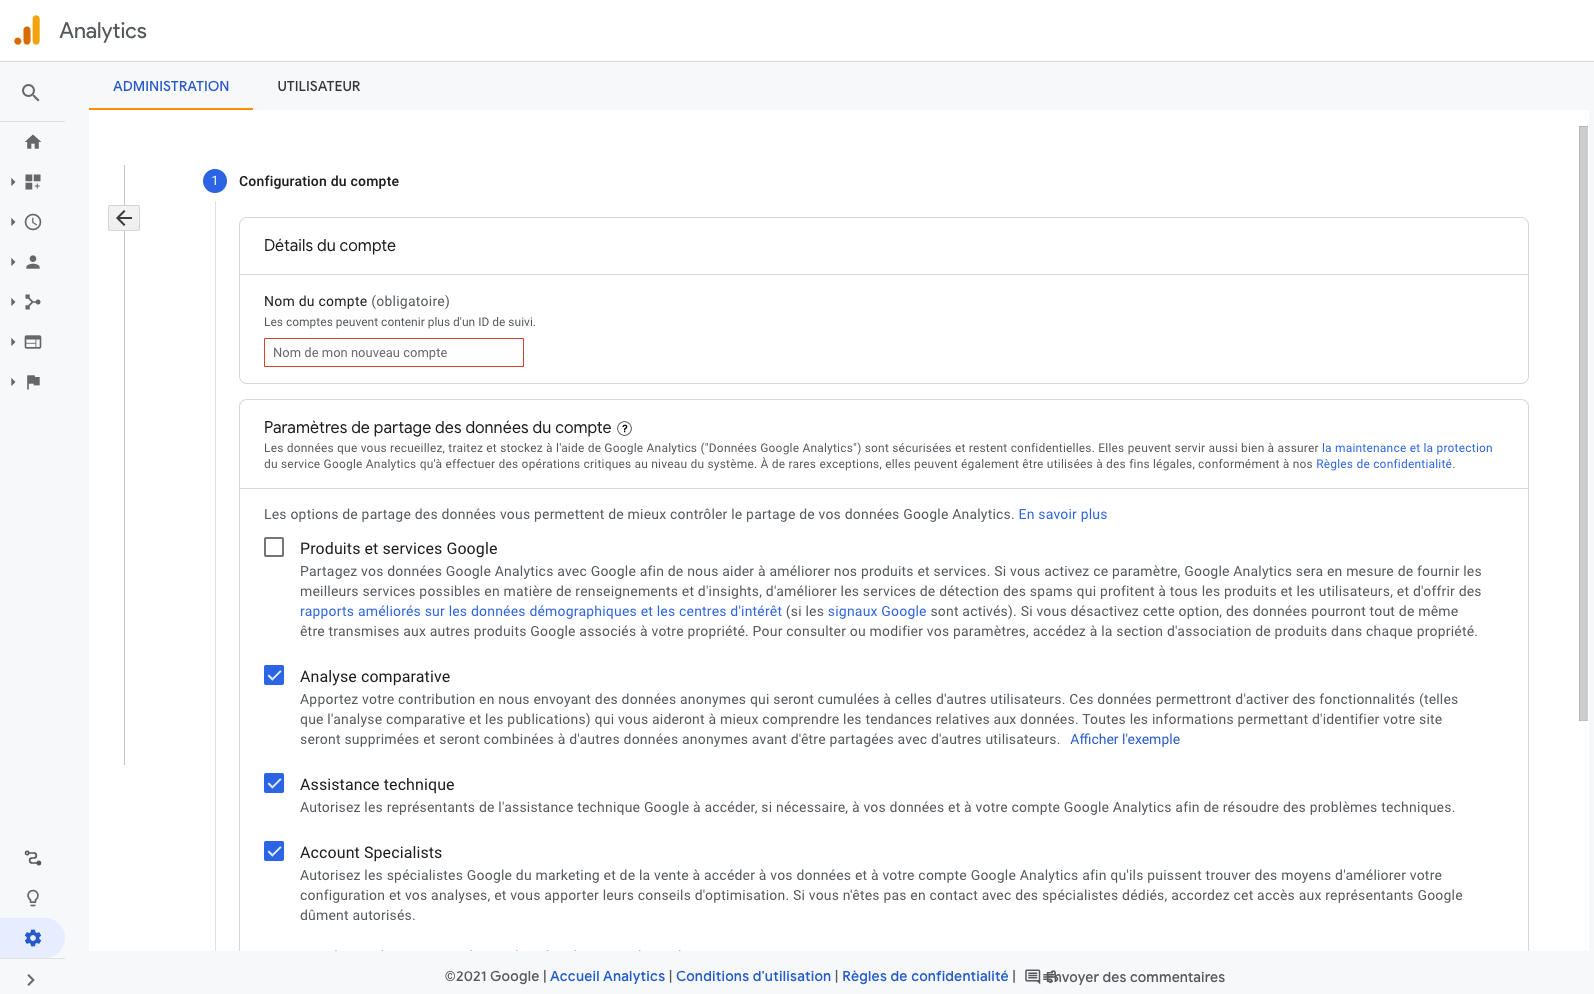 Analytics
ADMINISTRATION
UTILISATEUR
1 Configuration du compte
Détails du compte
Nom du compte (obligatoire)
Les comptes peuvent contenir plus d'un ID de suivi.
Nom de mon nouveau compte
Paramètres de partage des données du compte ?
Les données que vous recueillez, traitez et stockez à l'aide de Google Analytics ("Données Google Analytics") sont sécurisées et restent confidentielles. Elles peuvent servir aussi bien à assurer la maintenance et la protection
du service Google Analytics qu'à effectuer des opérations critiques au niveau du système. À de rares exceptions, elles peuvent également être utilisées à des fins légales, conformément à nos Règles de confidentialité.
Les options de partage des données vous permettent de mieux contrôler le partage de vos données Google Analytics. En savoir plus
Produits et services Google
Partagez vos données Google Analytics avec Google afin de nous aider à améliorer nos produits et services. Si vous activez ce paramètre, Google Analytics sera en mesure de fournir les
meilleurs services possibles en matière de renseignements et d'insights, d'améliorer les services de détection des spams qui profitent à tous les produits et les utilisateurs, et d'offrir des
rapports améliorés sur les données démographiques et les centres d'intérêt (si les signaux Google sont activés). Si vous désactivez cette option, des données pourront tout de même
être transmises aux autres produits Google associés à votre propriété. Pour consulter ou modifier vos paramètres, accédez à la section d'association de produits dans chaque propriété.
Analyse comparative
Apportez votre contribution en nous envoyant des données anonymes qui seront cumulées à celles d'autres utilisateurs. Ces données permettront d'activer des fonctionnalités (telles
que l'analyse comparative et les publications) qui vous aideront à mieux comprendre les tendances relatives aux données. Toutes les informations permettant d'identifier votre site
seront supprimées et seront combinées à d'autres données anonymes avant d'être partagées avec d'autres utilisateurs. Afficher l'exemple
Assistance technique
Autorisez les représentants de l'assistance technique Google à accéder, si nécessaire, à vos données et à votre compte Google Analytics afin de résoudre des problèmes techniques.
Account Specialists
Autorisez les spécialistes Google du marketing et de la vente à accéder à vos données et à votre compte Google Analytics afin qu'ils puissent trouver des moyens d'améliorer votre
configuration et vos analyses, et vous apporter leurs conseils d'optimisation. Si vous n'êtes pas en contact avec des spécialistes dédiés, accordez cet accès aux représentants Google
dûment autorisés.
©2021 Google | Accueil Analytics | Conditions d'utilisation | Règles de confidentialité | Envoyer des commentaires